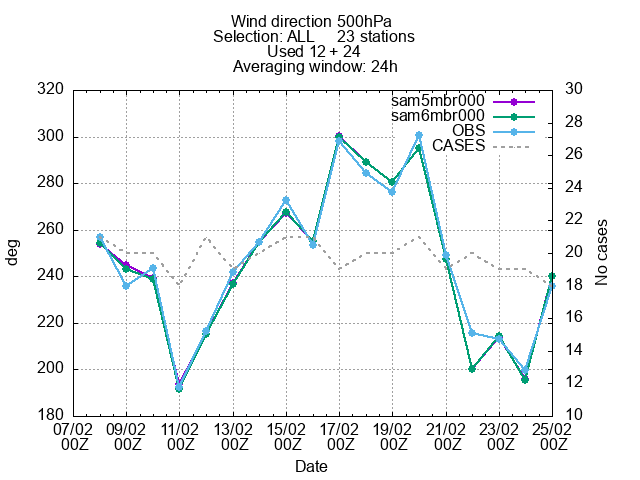 Wind direction 500hPa
Selection: ALL 23 stations
Used 12 + 24
Averaging window: 24h
sam5mbr000
sam6mbr000
OBS
CASES
320
300
280
260
240
220
200
180
deg
30
28
26
24
22
20
18
16
14
12
10
No cases
07/02 09/02 11/02 13/02 15/02 17/02 19/02 21/02 23/02 25/02
00Z 00Z 00Z 00Z 00Z 00Z 00Z 00Z 00Z 00Z
Date